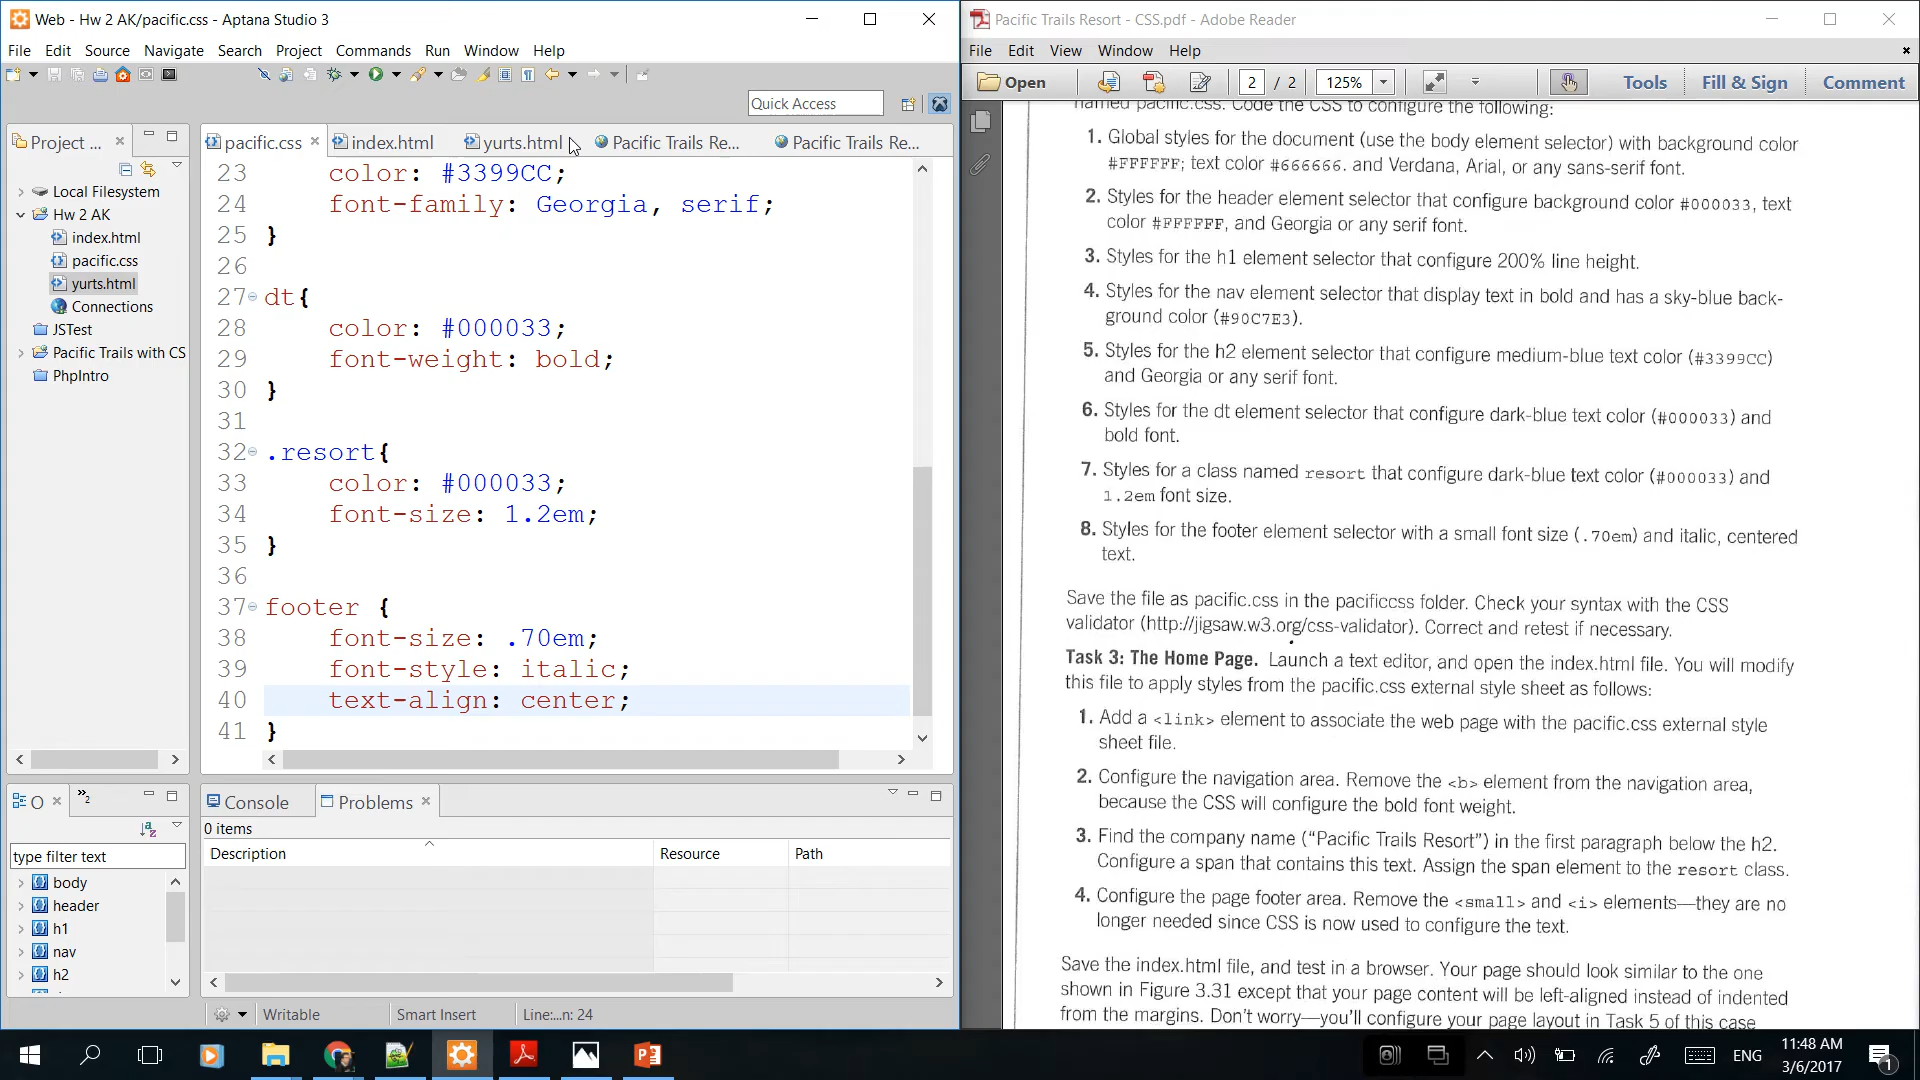 Web - Hw 2 AK/pacific.css - Aptana Studio 3
File Edit Source Navigate Search Project Commands Run Window Help
Quick Access
Project ...
Local Filesystem
Hw 2 AK
index.html
pacific.css
yurts.html
Connections
JSTest
Pacific Trails with CS
PhpIntro
pacific.css
index.html
yurts.html
Pacific Trails Re...
Pacific Trails Re...
23 color: #3399CC;
24 font-family: Georgia, serif;
25 }
26
27 dt{
28 color: #000033;
29 font-weight: bold;
30 }
31
32 .resort{
33 color: #000033;
34 font-size: 1.2em;
35 }
36
37 footer {
38 font-size: .70em;
39 font-style: italic;
40 text-align: center;
41 }
O
»2
type filter text
body
header
h1
nav
h2
Console
Problems
0 items
Description Resource Path
Writable Smart Insert Line:...n: 24
Pacific Trails Resort - CSS.pdf - Adobe Reader
File Edit View Window Help
Open 2 / 2 125% Tools Fill & Sign Comment
named pacific.css. Code the CSS to configure the following:
1. Global styles for the document (use the body element selector) with background color
#FFFFFF; text color #666666. and Verdana, Arial, or any sans-serif font.
2. Styles for the header element selector that configure background color #000033, text
color #FFFFFF, and Georgia or any serif font.
3. Styles for the h1 element selector that configure 200% line height.
4. Styles for the nav element selector that display text in bold and has a sky-blue back-
ground color (#90C7E3).
5. Styles for the h2 element selector that configure medium-blue text color (#3399CC)
and Georgia or any serif font.
6. Styles for the dt element selector that configure dark-blue text color (#000033) and
bold font.
7. Styles for a class named resort that configure dark-blue text color (#000033) and
1.2em font size.
8. Styles for the footer element selector with a small font size (.70em) and italic, centered
text.
Save the file as pacific.css in the pacificcss folder. Check your syntax with the CSS
validator (http://jigsaw.w3.org/css-validator). Correct and retest if necessary.
Task 3: The Home Page. Launch a text editor, and open the index.html file. You will modify
this file to apply styles from the pacific.css external style sheet as follows:
1. Add a <link> element to associate the web page with the pacific.css external style
sheet file.
2. Configure the navigation area. Remove the <b> element from the navigation area,
because the CSS will configure the bold font weight.
3. Find the company name (“Pacific Trails Resort”) in the first paragraph below the h2.
Configure a span that contains this text. Assign the span element to the resort class.
4. Configure the page footer area. Remove the <small> and <i> elements—they are no
longer needed since CSS is now used to configure the text.
Save the index.html file, and test in a browser. Your page should look similar to the one
shown in Figure 3.31 except that your page content will be left-aligned instead of indented
from the margins. Don't worry—you'll configure your page layout in Task 5 of this case
ENG
11:48 AM
3/6/2017
1